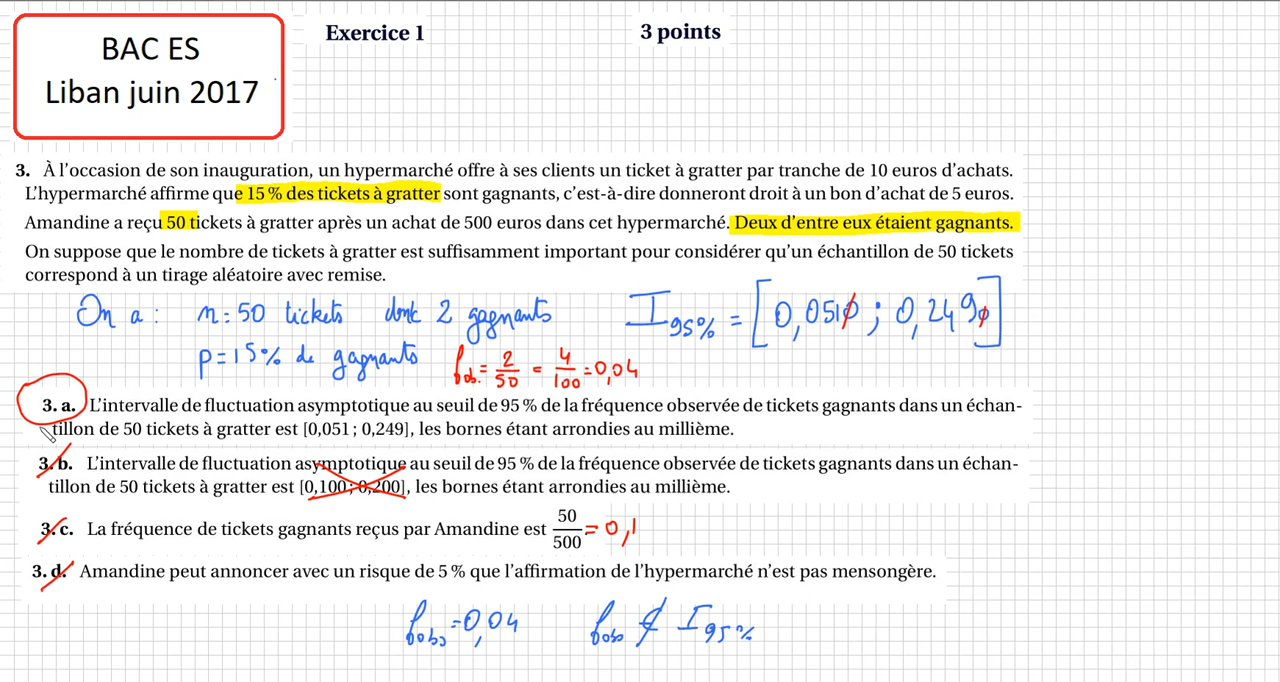 BAC ES
Liban juin 2017
Exercice 1 3 points
3. À l'occasion de son inauguration, un hypermarché offre à ses clients un ticket à gratter par tranche de 10 euros d'achats.
L'hypermarché affirme que 15 % des tickets à gratter sont gagnants, c'est-à-dire donneront droit à un bon d'achat de 5 euros.
Amandine a reçu 50 tickets à gratter après un achat de 500 euros dans cet hypermarché. Deux d'entre eux étaient gagnants.
On suppose que le nombre de tickets à gratter est suffisamment important pour considérer qu'un échantillon de 50 tickets
correspond à un tirage aléatoire avec remise.
On a : n = 50 tickets donc 2 gagnants I95% = [0,0510 ; 0,2490]
p = 15% de gagnants fob. = 2/50 = 4/100 = 0,04
3. a. L'intervalle de fluctuation asymptotique au seuil de 95 % de la fréquence observée de tickets gagnants dans un échan-
tillon de 50 tickets à gratter est [0,051 ; 0,249], les bornes étant arrondies au millième.
3. b. L'intervalle de fluctuation asymptotique au seuil de 95 % de la fréquence observée de tickets gagnants dans un échan-
tillon de 50 tickets à gratter est [0,100 ; 0,200], les bornes étant arrondies au millième.
3. c. La fréquence de tickets gagnants reçus par Amandine est 50/500 = 0,1
3. d. Amandine peut annoncer avec un risque de 5 % que l'affirmation de l'hypermarché n'est pas mensongère.
fobs = 0,04 fobs ∉ I95%